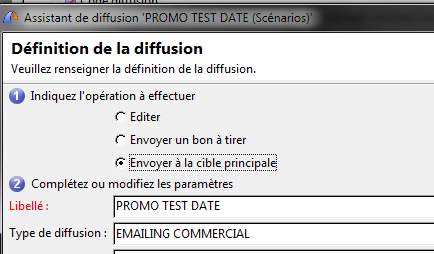 Assistant de diffusion 'PROMO TEST DATE (Scénarios)'
Définition de la diffusion
Veuillez renseigner la définition de la diffusion.
1 Indiquez l'opération à effectuer
Editer
Envoyer un bon à tirer
Envoyer à la cible principale
2 Complétez ou modifiez les paramètres
Libellé : PROMO TEST DATE
Type de diffusion : EMAILING COMMERCIAL